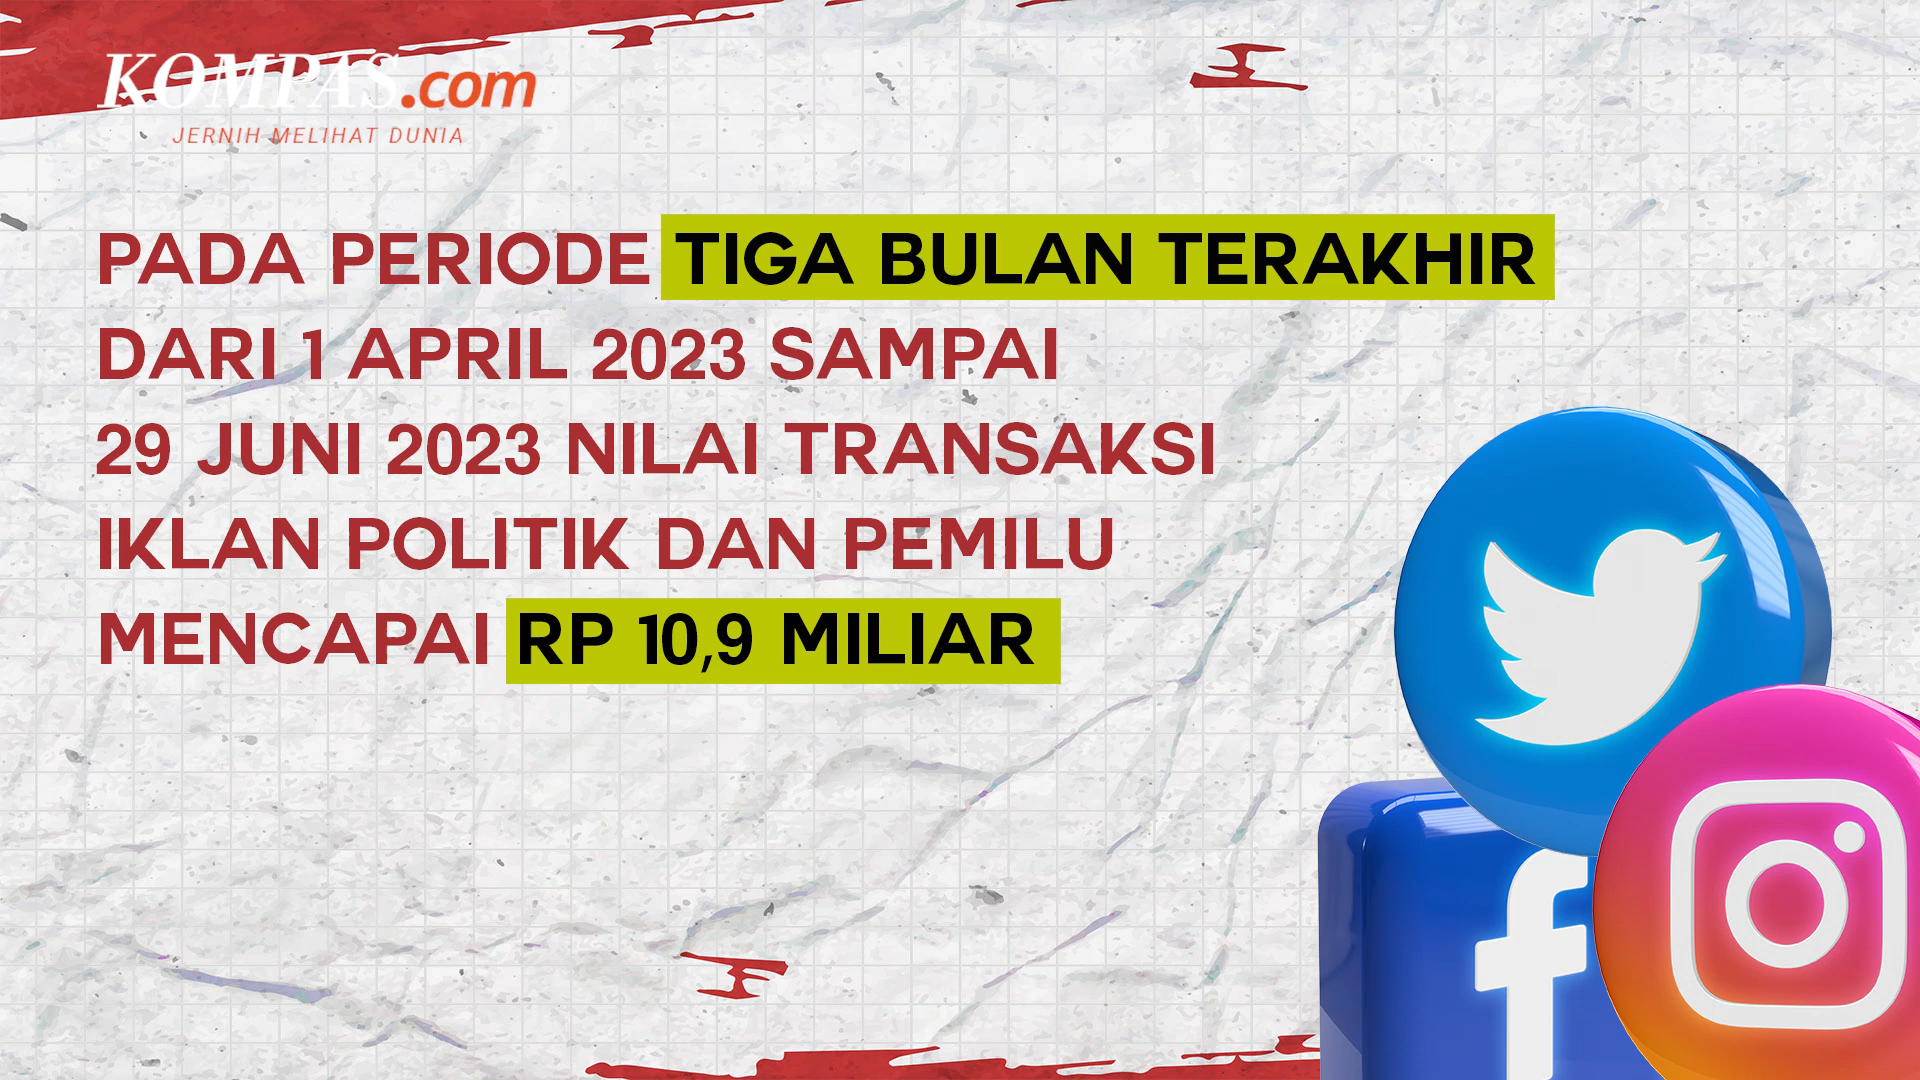 KOMPAS.com
JERNIH MELIHAT DUNIA
PADA PERIODE TIGA BULAN TERAKHIR
DARI 1 APRIL 2023 SAMPAI
29 JUNI 2023 NILAI TRANSAKSI
IKLAN POLITIK DAN PEMILU
MENCAPAI RP 10,9 MILIAR